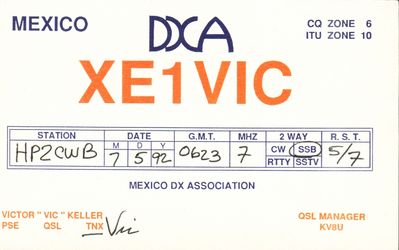 MEXICO
DXA
CQ ZONE 6
ITU ZONE 10
XE1VIC
STATION DATE G.M.T. MHZ 2 WAY R. S. T.
M D Y CW SSB
HP2CWB 7 5 92 0623 7 RTTY SSTV 5/7
MEXICO DX ASSOCIATION
VICTOR " VIC " KELLER QSL MANAGER
PSE QSL TNX Vic KV8U